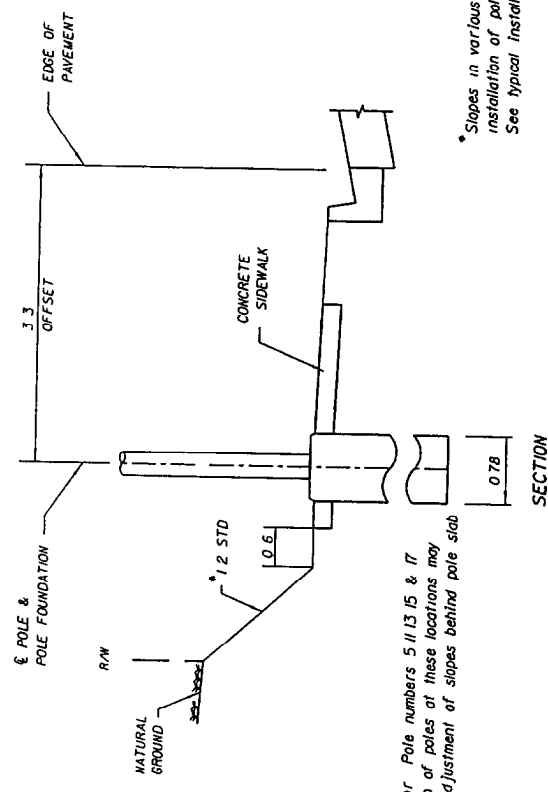 EDGE OF
PAVEMENT
3 3
OFFSET
℄ POLE &
POLE FOUNDATION
R/W
NATURAL
GROUND
* 1 2 STD
0 6
CONCRETE
SIDEWALK
0 78
SECTION
* Slopes in various
installation of pol
See typical install
r Pole numbers 5 11 13 15 & 17
n of poles at these locations may
djustment of slopes behind pole slab